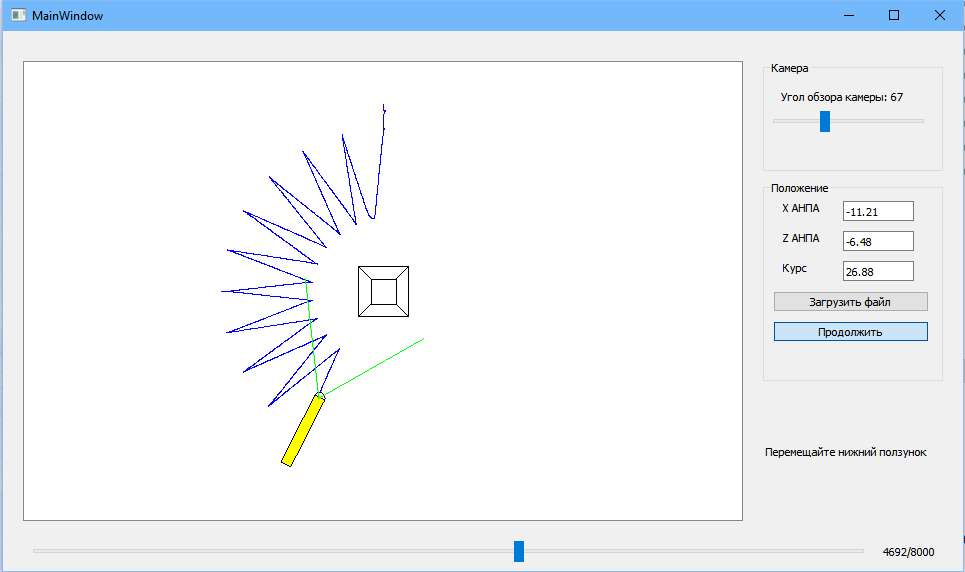 MainWindow
Камера
Угол обзора камеры: 67
Положение
X АНПА
-11.21
Z АНПА
-6.48
Курс
26.88
Загрузить файл
Продолжить
Перемещайте нижний ползунок
4692/8000